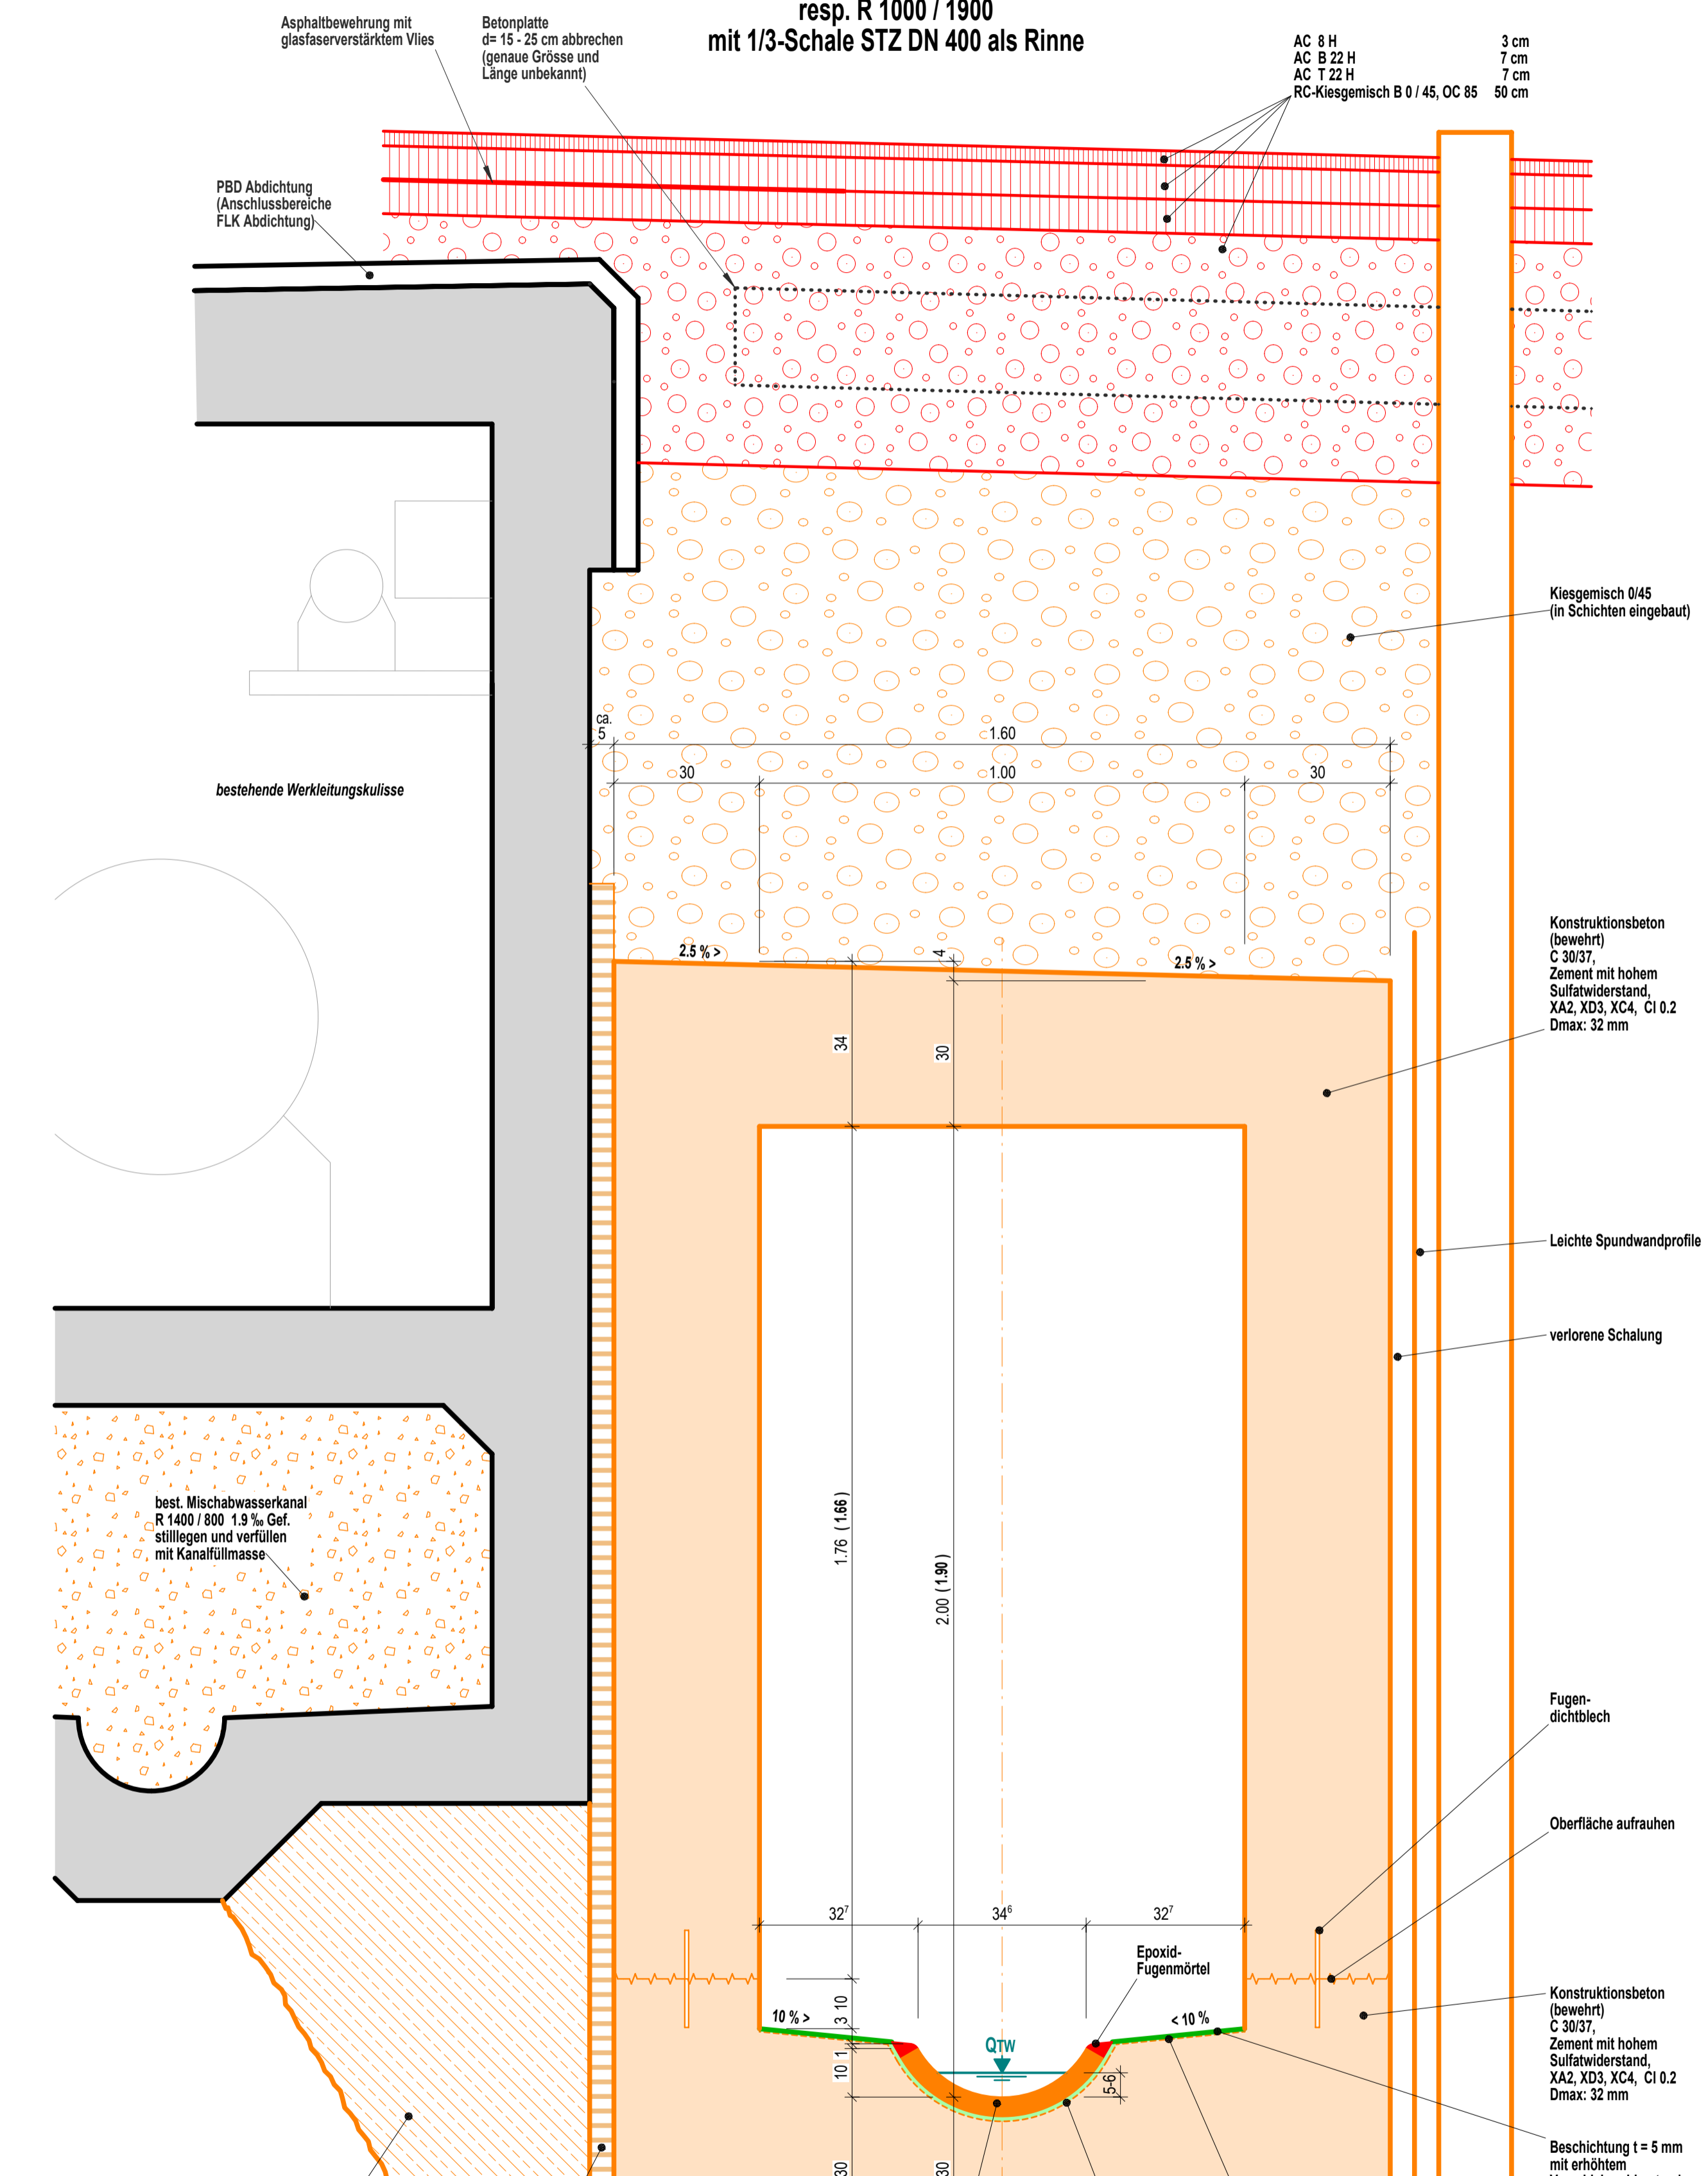 resp. R 1000 / 1900
mit 1/3-Schale STZ DN 400 als Rinne
Asphaltbewehrung mit
glasfaserverstärktem Vlies
Betonplatte
d= 15 - 25 cm abbrechen
(genaue Grösse und
Länge unbekannt)
AC 8 H 3 cm
AC B 22 H 7 cm
AC T 22 H 7 cm
RC-Kiesgemisch B 0 / 45, OC 85 50 cm
PBD Abdichtung
(Anschlussbereiche
FLK Abdichtung)
Kiesgemisch 0/45
(in Schichten eingebaut)
ca.
5
1.60
30
1.00
30
bestehende Werkleitungskulisse
Konstruktionsbeton
(bewehrt)
C 30/37,
Zement mit hohem
Sulfatwiderstand,
XA2, XD3, XC4, Cl 0.2
Dmax: 32 mm
2.5 % >
4
2.5 % >
34
30
Leichte Spundwandprofile
verlorene Schalung
best. Mischabwasserkanal
R 1400 / 800 1.9 ‰ Gef.
stilllegen und verfüllen
mit Kanalfüllmasse
1.76 ( 1.66 )
2.00 ( 1.90 )
Fugen-
dichtblech
Oberfläche aufrauhen
32⁷
34⁶
32⁷
Epoxid-
Fugenmörtel
Konstruktionsbeton
(bewehrt)
C 30/37,
Zement mit hohem
Sulfatwiderstand,
XA2, XD3, XC4, Cl 0.2
Dmax: 32 mm
10 % >
3 10
< 10 %
QTW
10 1
5-6
Beschichtung t = 5 mm
mit erhöhtem
30
30